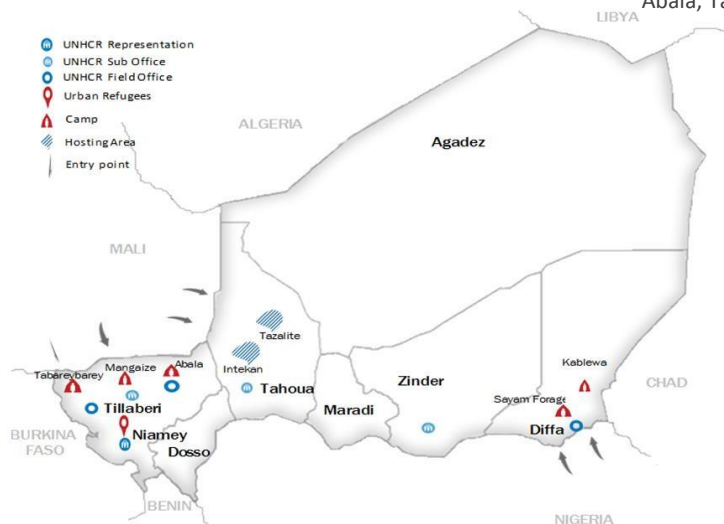 Abala, Ta
LIBYA
UNHCR Representation
UNHCR Sub Office
UNHCR Field Office
Urban Refugees
Camp
Hosting Area
Entry point
ALGERIA
Agadez
MALI
Tazalite
Intekan
Tabareybarey
Mangaize
Abala
Kablewa
Tahoua
Zinder
CHAD
Maradi
Sayam Forage
Tillaberi
Niamey
Diffa
BURKINA
FASO
Dosso
BENIN
NIGERIA